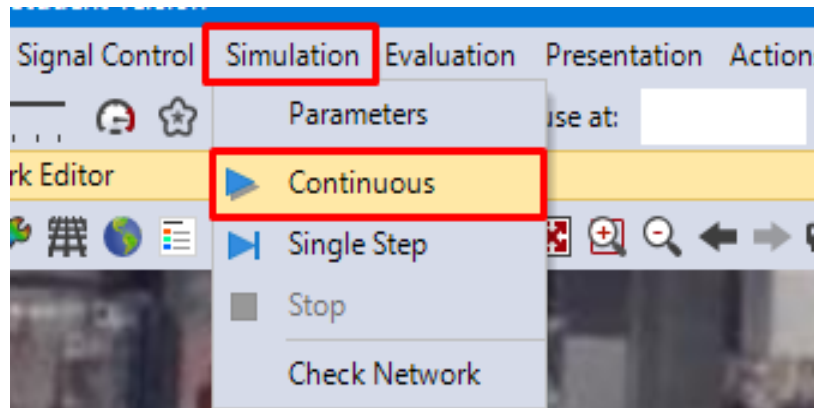 Signal Control Simulation Evaluation Presentation Action
Parameters
use at:
rk Editor
Continuous
Single Step
Stop
Check Network